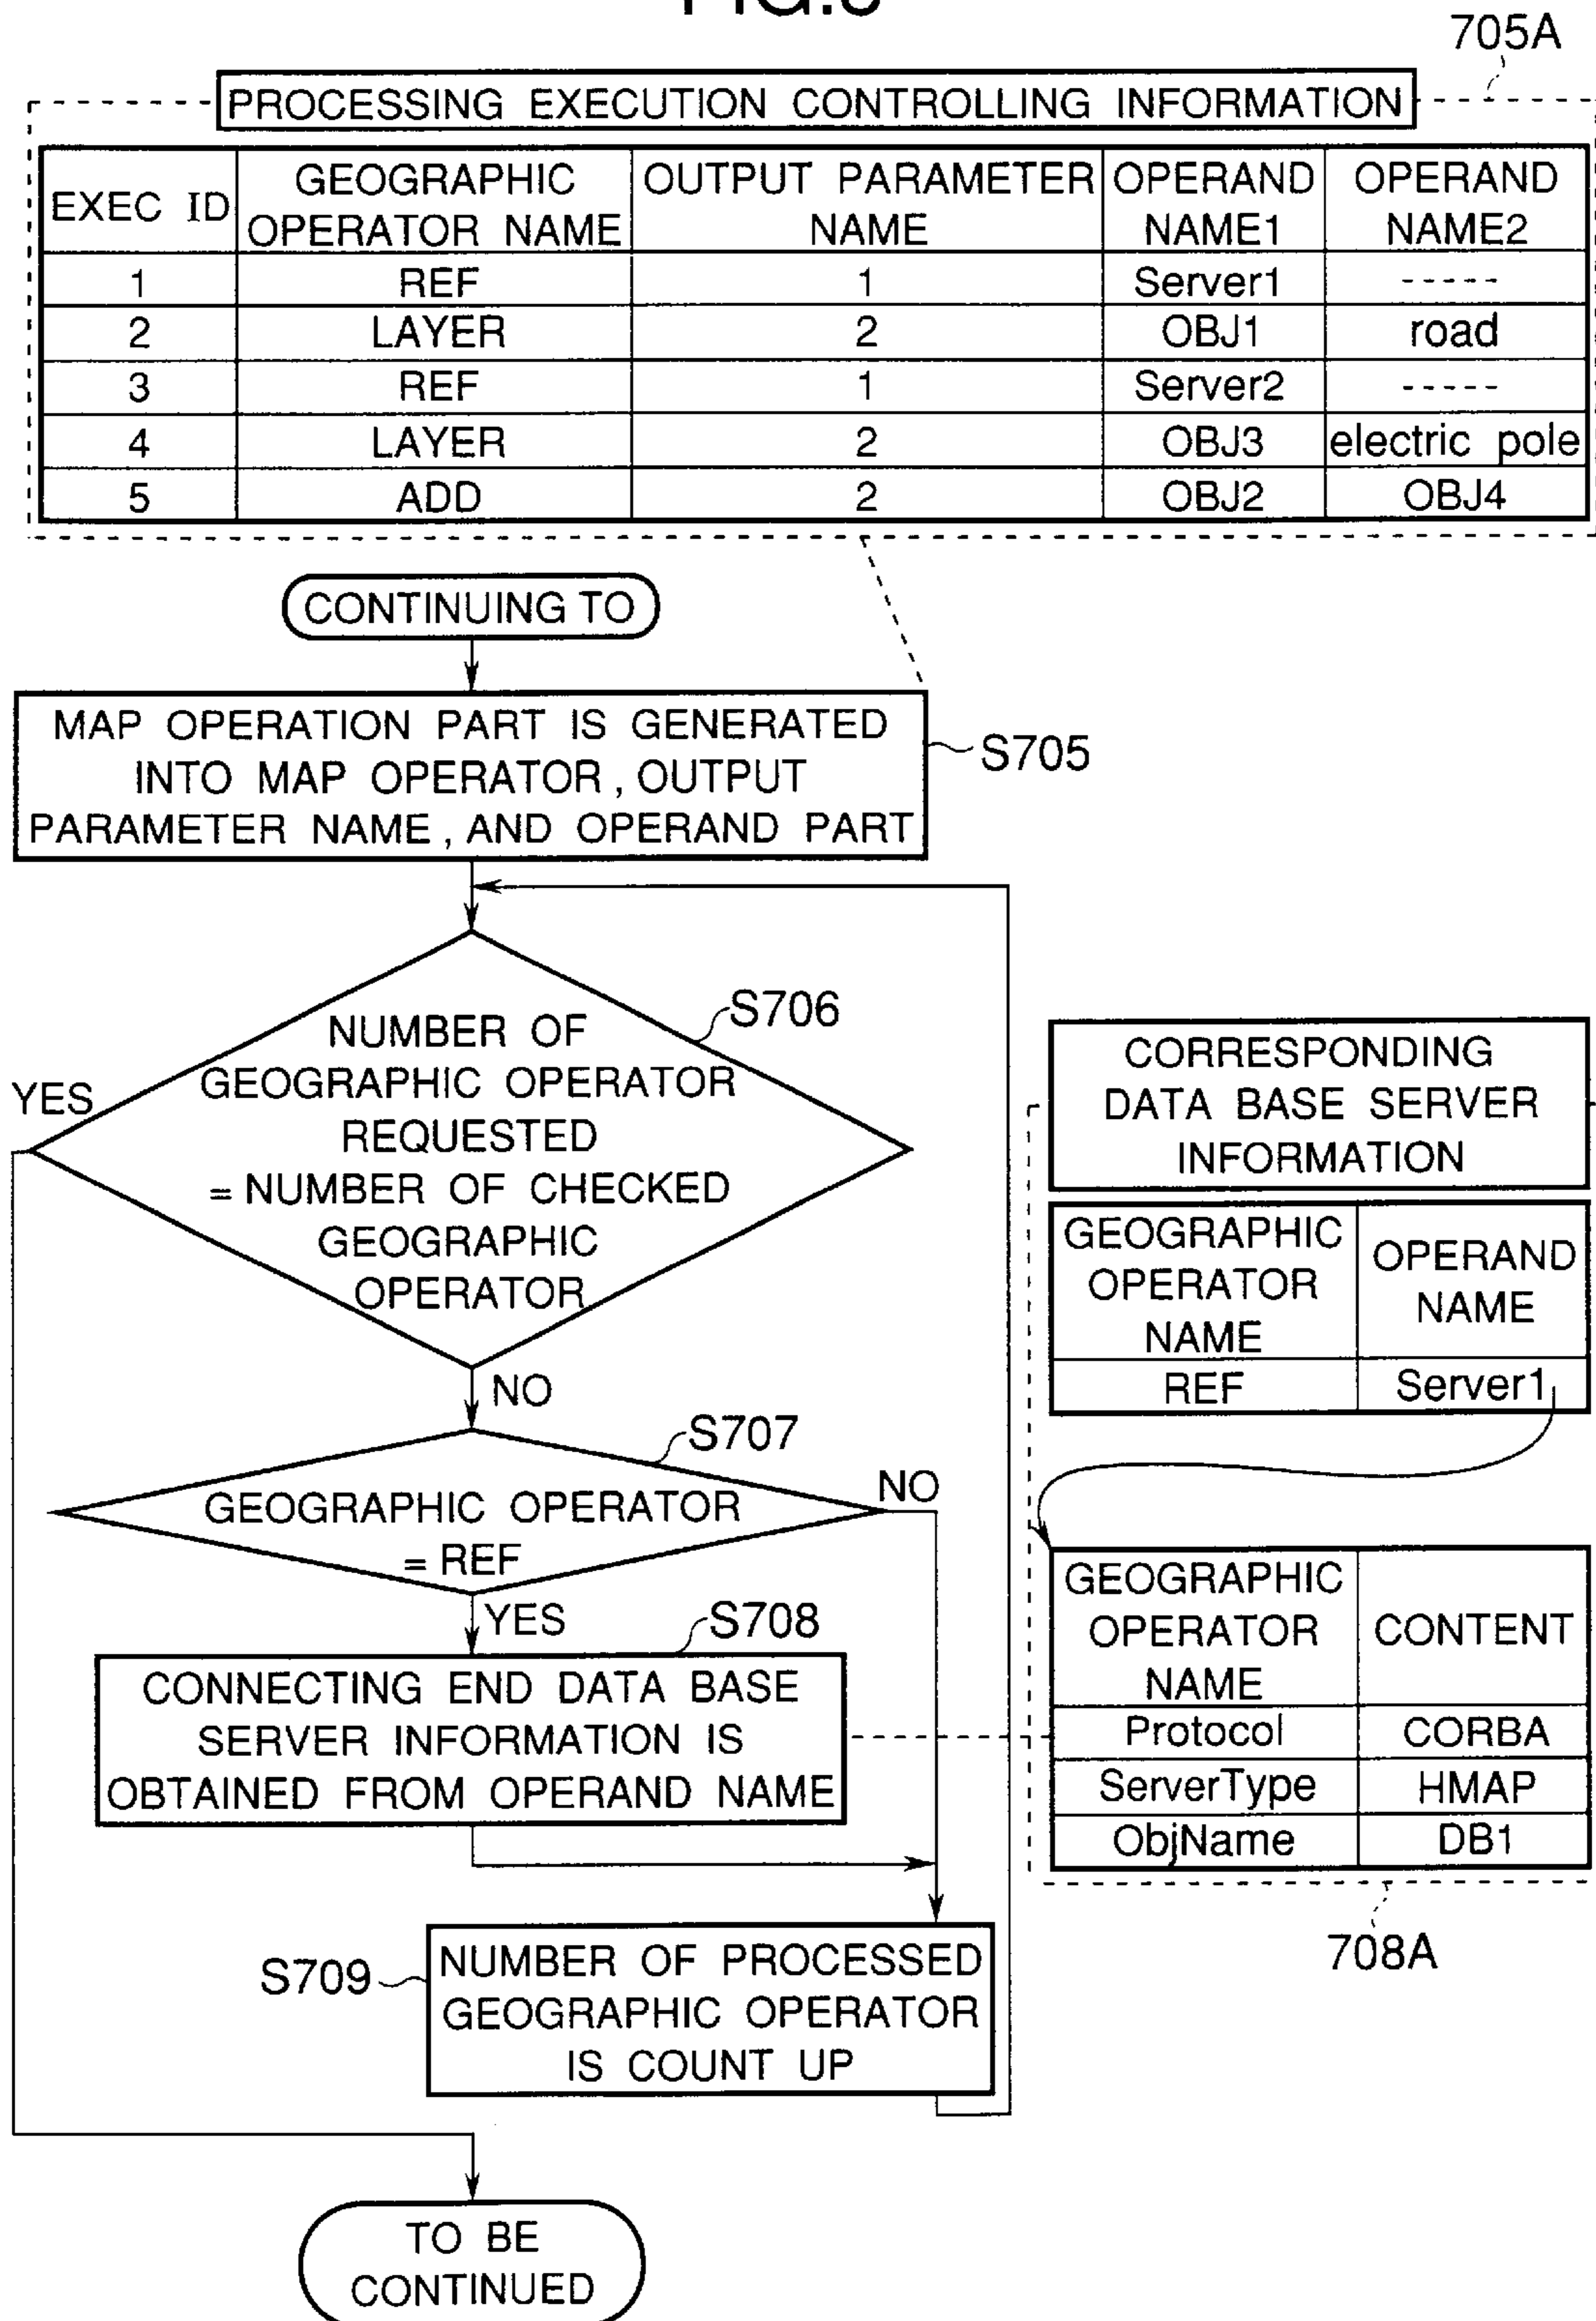 705A
PROCESSING EXECUTION CONTROLLING INFORMATION
EXEC ID GEOGRAPHIC OPERATOR NAME OUTPUT PARAMETER NAME OPERAND NAME1 OPERAND NAME2
1 REF 1 Server1 -----
2 LAYER 2 OBJ1 road
3 REF 1 Server2 -----
4 LAYER 2 OBJ3 electric pole
5 ADD 2 OBJ2 OBJ4
CONTINUING TO
MAP OPERATION PART IS GENERATED
INTO MAP OPERATOR, OUTPUT
PARAMETER NAME, AND OPERAND PART
S705
S706
NUMBER OF
GEOGRAPHIC OPERATOR
REQUESTED
= NUMBER OF CHECKED
GEOGRAPHIC
OPERATOR
YES
NO
S707
GEOGRAPHIC OPERATOR
= REF
NO
YES
S708
CONNECTING END DATA BASE
SERVER INFORMATION IS
OBTAINED FROM OPERAND NAME
S709
NUMBER OF PROCESSED
GEOGRAPHIC OPERATOR
IS COUNT UP
TO BE
CONTINUED
CORRESPONDING
DATA BASE SERVER
INFORMATION
GEOGRAPHIC OPERATOR NAME OPERAND NAME
REF Server1
GEOGRAPHIC OPERATOR NAME CONTENT
Protocol CORBA
ServerType HMAP
ObjName DB1
708A